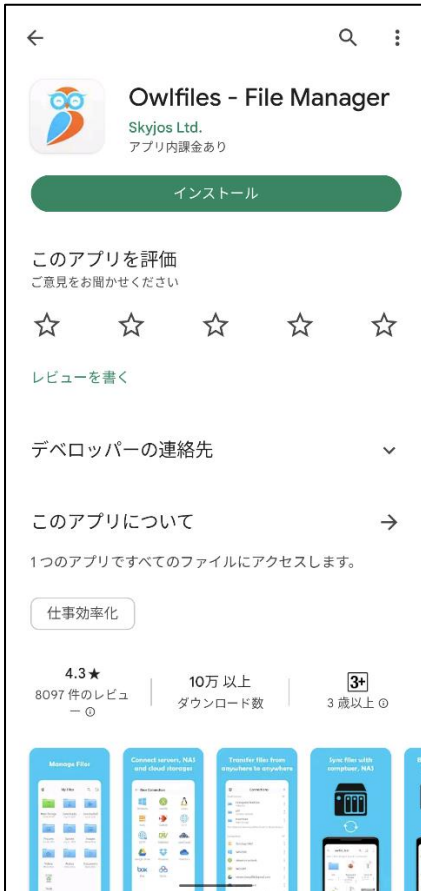 Owlfiles - File Manager
Skyjos Ltd.
アプリ内課金あり
インストール
このアプリを評価
ご意見をお聞かせください
レビューを書く
デベロッパーの連絡先
このアプリについて
1つのアプリですべてのファイルにアクセスします。
仕事効率化
4.3★
8097 件のレビュ
ー
10万 以上
ダウンロード数
3+
3 歳以上
Manage Files
Connect servers, NAS
and cloud storages
Transfer files from
anywhere to anywhere
Sync files with
computer, NAS